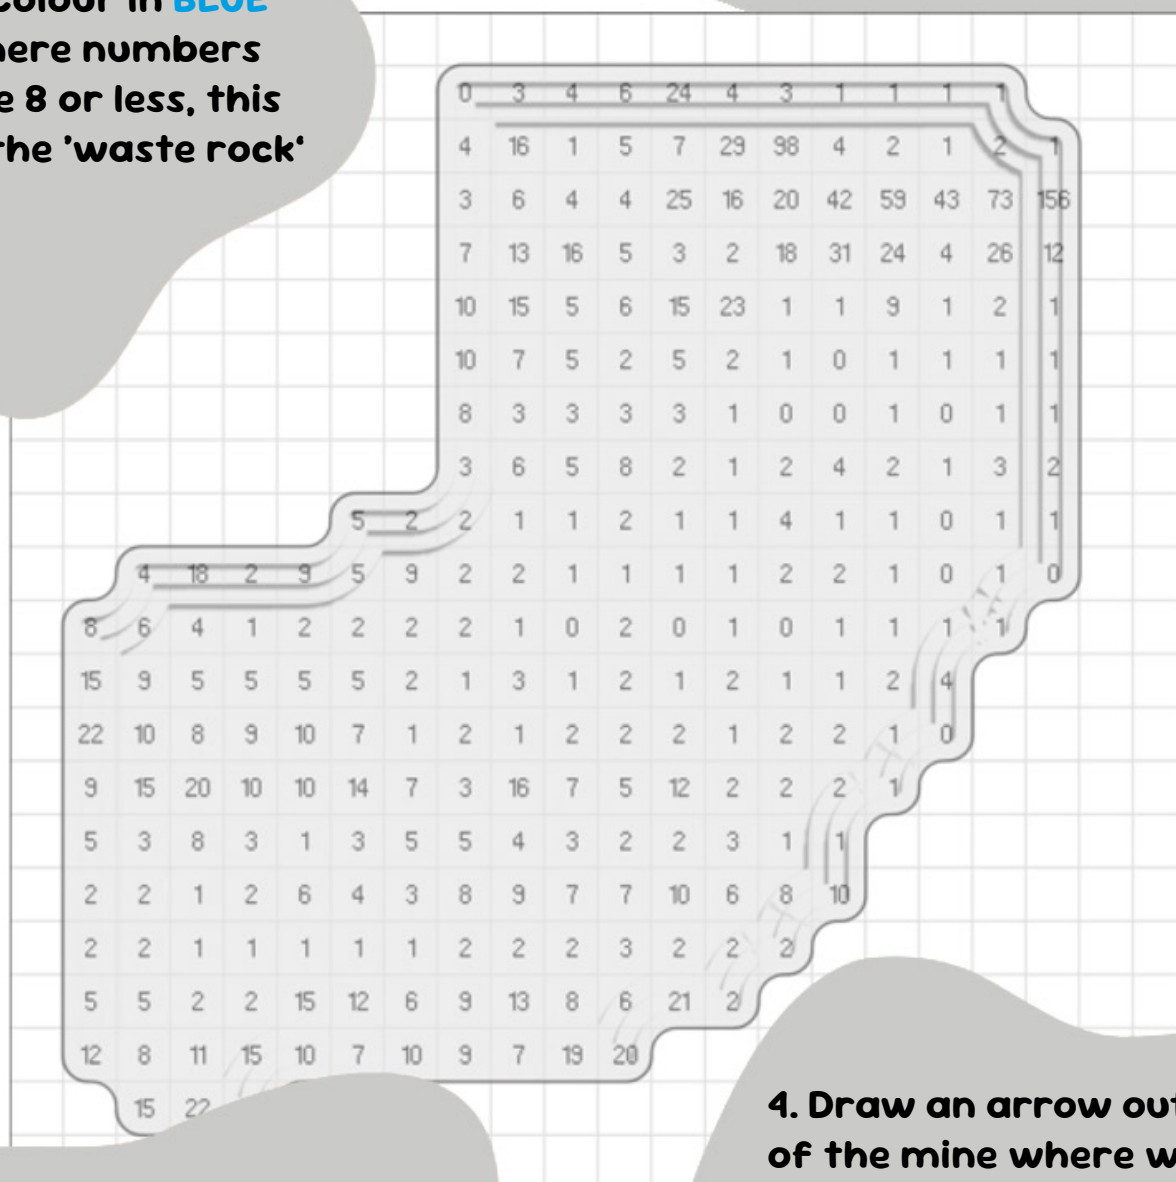 colour in BLUE
here numbers
e 8 or less, this
the 'waste rock'
0 3 4 6 24 4 3 1 1 1 1
4 16 1 5 7 29 98 4 2 1 2 1
3 6 4 4 25 16 20 42 59 43 73 156
7 13 16 5 3 2 18 31 24 4 26 12
10 15 5 6 15 23 1 1 9 1 2 1
10 7 5 2 5 2 1 0 1 1 1 1
8 3 3 3 3 1 0 0 1 0 1 1
3 6 5 8 2 1 2 4 2 1 3 2
5 2 2 1 1 2 1 1 4 1 1 0 1 1
4 18 2 9 5 9 2 2 1 1 1 1 2 2 1 0 1 0
8 6 4 1 2 2 2 2 1 0 2 0 1 0 1 1 1 1
15 9 5 5 5 5 2 1 3 1 2 1 2 1 1 2 4
22 10 8 9 10 7 1 2 1 2 2 2 1 2 2 1 0
9 15 20 10 10 14 7 3 16 7 5 12 2 2 2 1
5 3 8 3 1 3 5 5 4 3 2 2 3 1 1
2 2 1 2 6 4 3 8 9 7 7 10 6 8 10
2 2 1 1 1 1 1 2 2 2 3 2 2 2
5 5 2 2 15 12 6 9 13 8 6 21 2
12 8 11 15 10 7 10 9 7 19 20
15 22
4. Draw an arrow out
of the mine where w